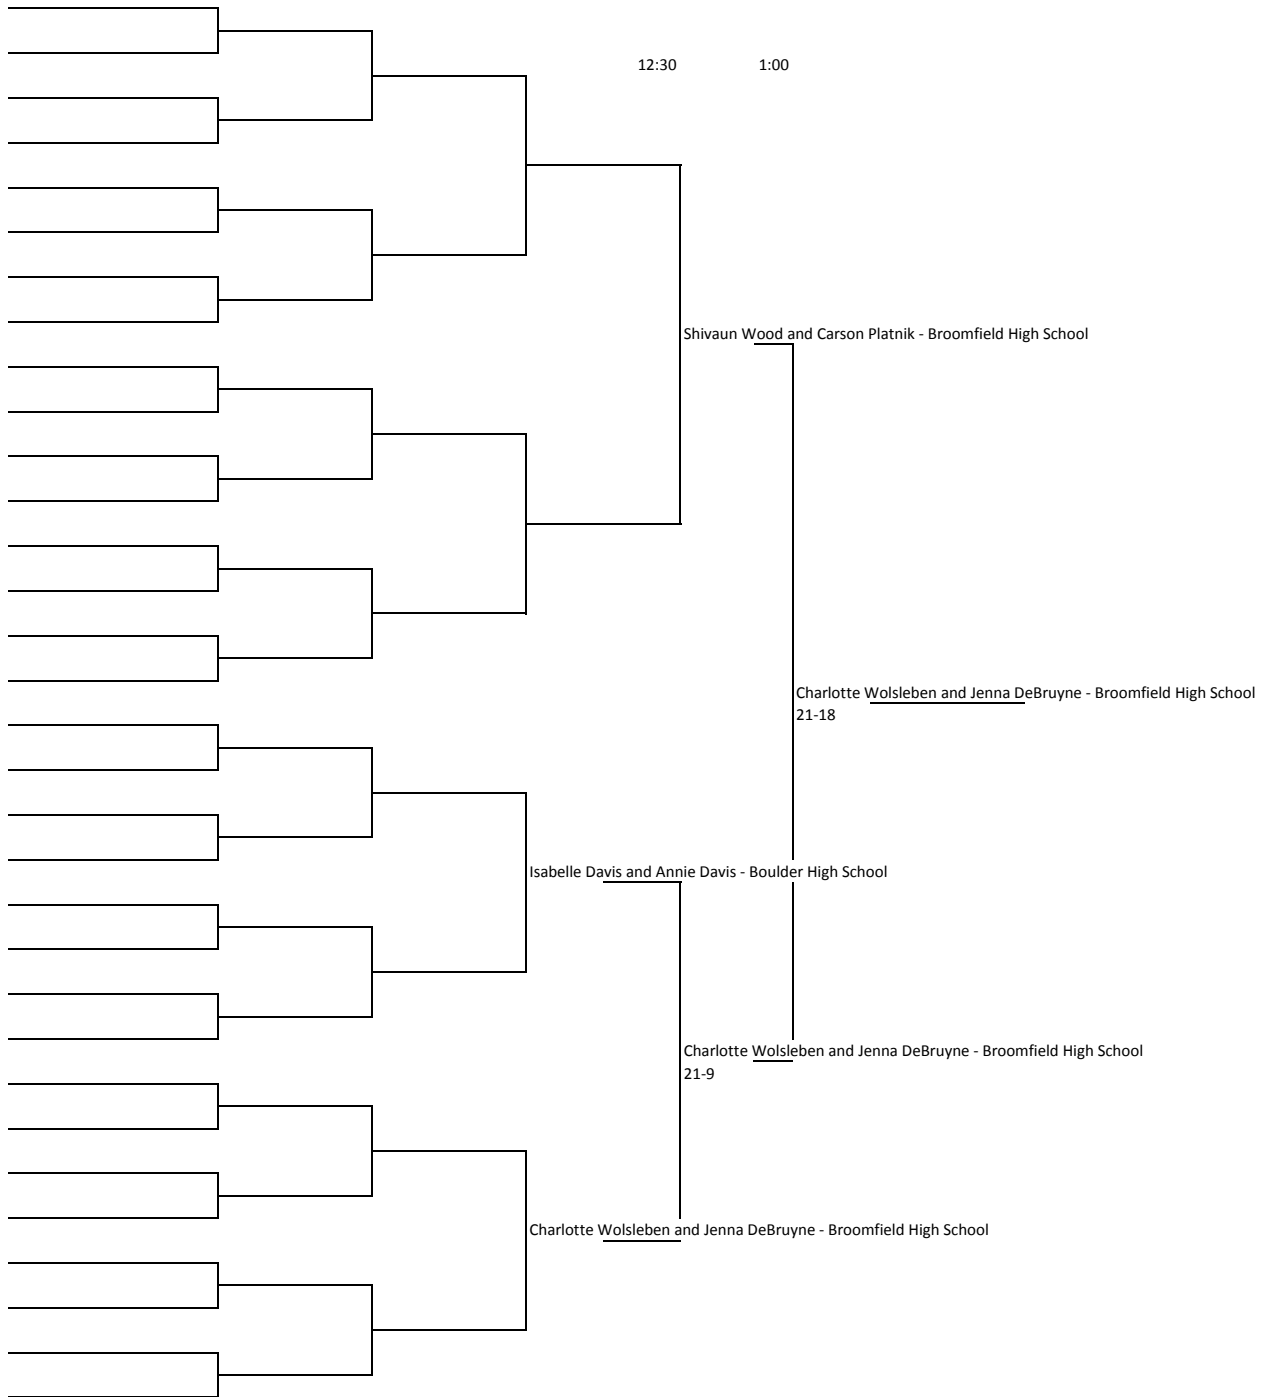 12:30 1:00
Shivaun Wood and Carson Platnik - Broomfield High School
Charlotte Wolsleben and Jenna DeBruyne - Broomfield High School
21-18
Isabelle Davis and Annie Davis - Boulder High School
Charlotte Wolsleben and Jenna DeBruyne - Broomfield High School
21-9
Charlotte Wolsleben and Jenna DeBruyne - Broomfield High School